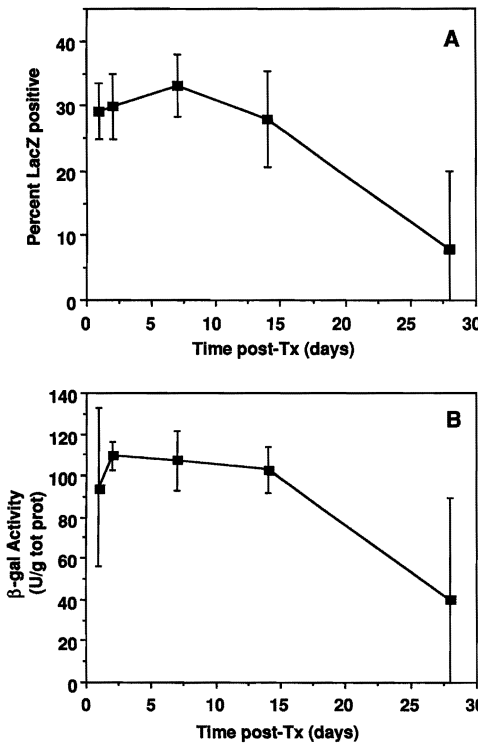 A
Percent LacZ positive
40
30
20
10
0
0 5 10 15 20 25 30
Time post-Tx (days)
B
β-gal Activity
(U/g tot prot)
140
120
100
80
60
40
20
0
0 5 10 15 20 25 30
Time post-Tx (days)